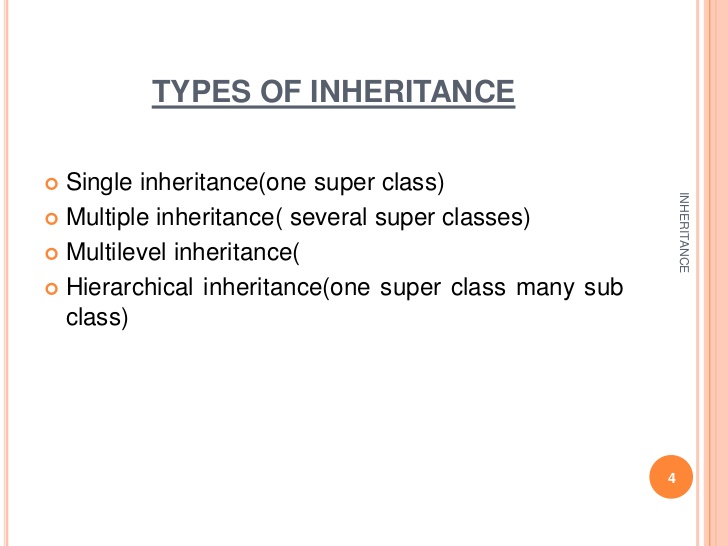 TYPES OF INHERITANCE
Single inheritance(one super class)
Multiple inheritance( several super classes)
Multilevel inheritance(
Hierarchical inheritance(one super class many sub
class)
INHERITANCE
4